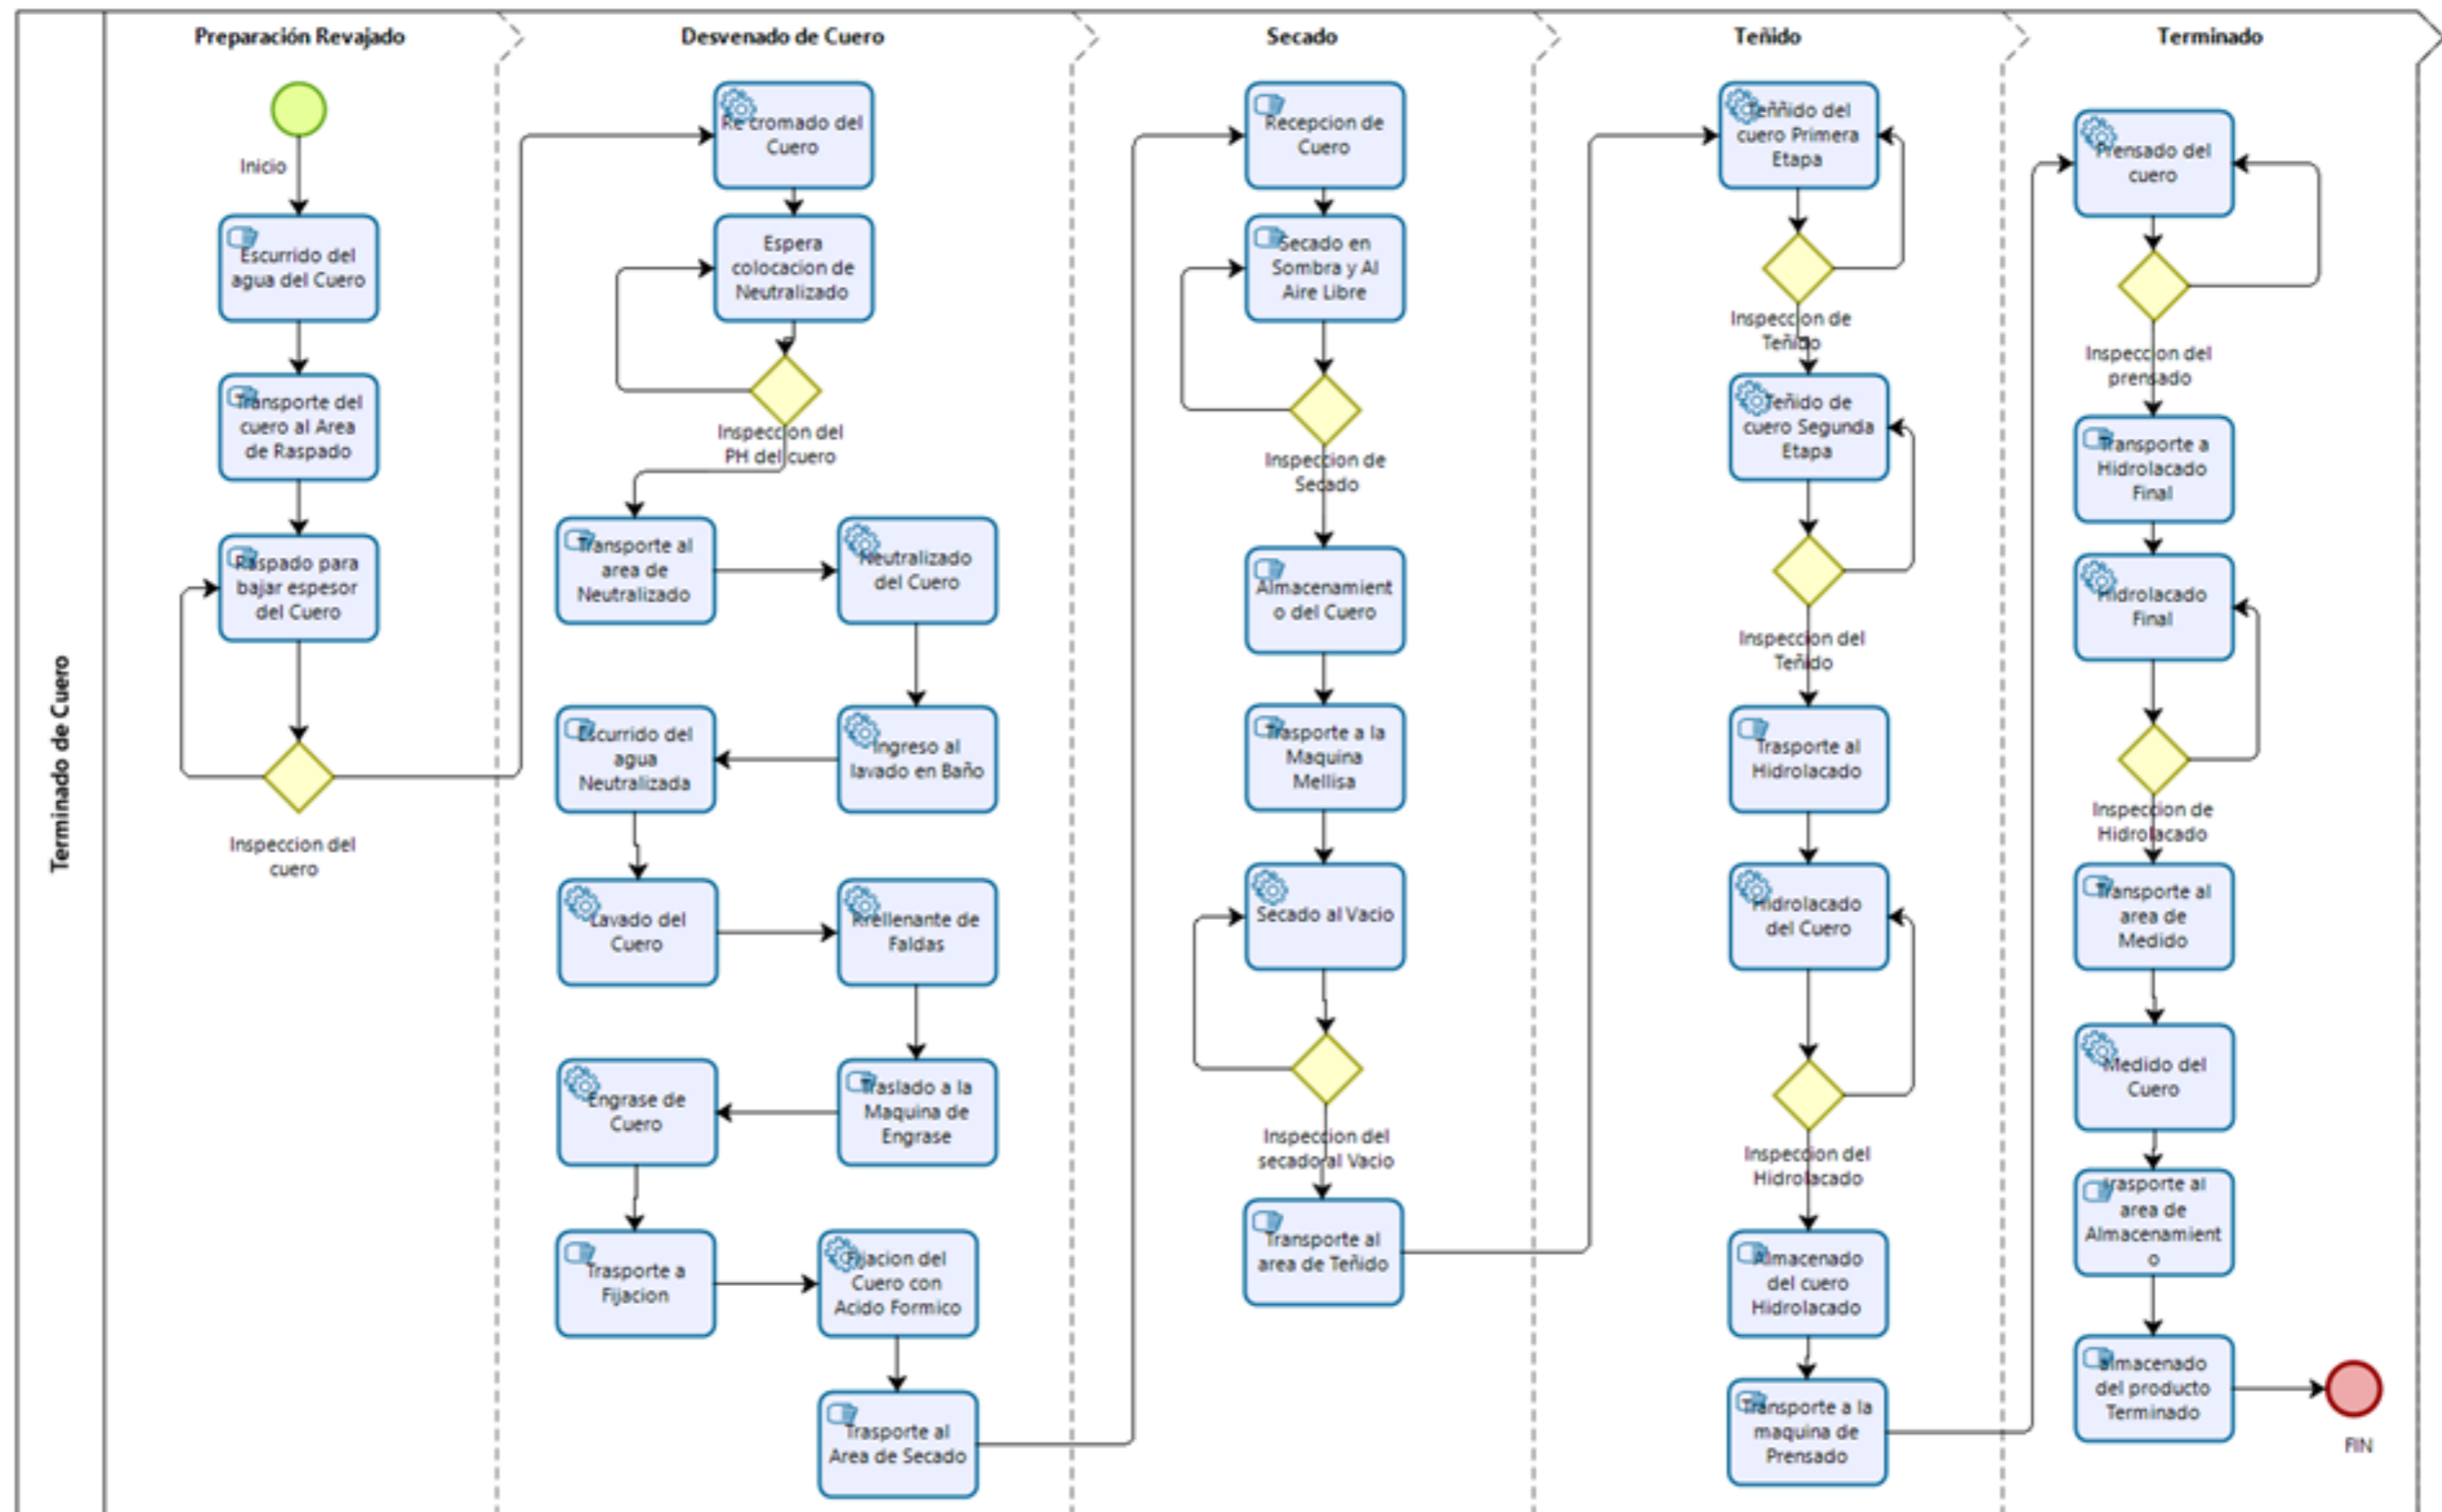 Terminado de Cuero
Preparación Revajado
Inicio
Escurrido del
agua del Cuero
Transporte del
cuero al Area
de Raspado
Raspado para
bajar espesor
del Cuero
Inspeccion del
cuero
Desvenado de Cuero
Re cromado del
Cuero
Espera
colocacion de
Neutralizado
Inspeccion del
PH del cuero
Transporte al
area de
Neutralizado
Neutralizado
del Cuero
Ingreso al
lavado en Baño
Escurrido del
agua
Neutralizada
Lavado del
Cuero
Rrellenante de
Faldas
Traslado a la
Maquina de
Engrase
Engrase de
Cuero
Trasporte a
Fijacion
Fijacion del
Cuero con
Acido Formico
Trasporte al
Area de Secado
Secado
Recepcion de
Cuero
Secado en
Sombra y Al
Aire Libre
Inspeccion de
Secado
Almacenamient
o del Cuero
Trasporte a la
Maquina
Mellisa
Secado al Vacio
Inspeccion del
secado al Vacio
Transporte al
area de Teñido
Teñido
Teññido del
cuero Primera
Etapa
Inspeccion de
Teñido
Teñido de
cuero Segunda
Etapa
Inspeccion del
Teñido
Trasporte al
Hidrolacado
Hidrolacado
del Cuero
Inspeccion del
Hidrolacado
Almacenado
del cuero
Hidrolacado
Transporte a la
maquina de
Prensado
Terminado
Prensado del
cuero
Inspeccion del
prensado
Transporte a
Hidrolacado
Final
Hidrolacado
Final
Inspeccion de
Hidrolacado
Transporte al
area de
Medido
Medido del
Cuero
Trasporte al
area de
Almacenamient
o
almacenado
del producto
Terminado
FIN